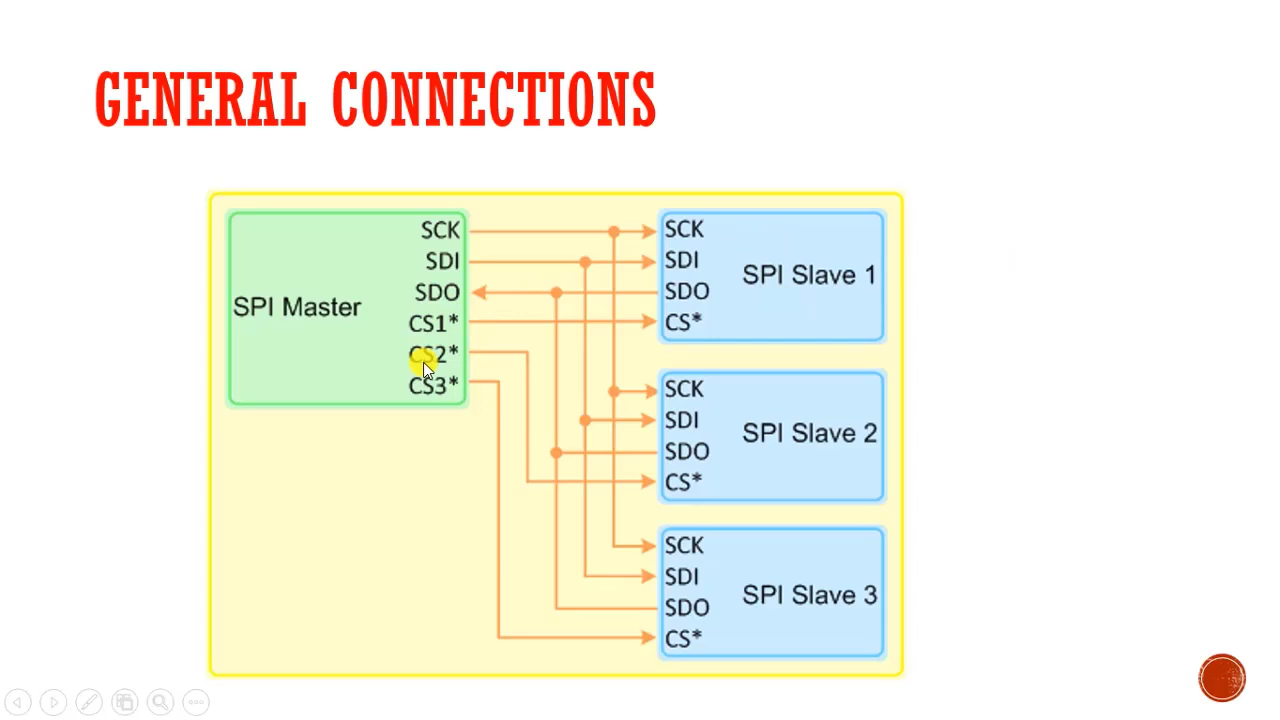 GENERAL CONNECTIONS
SPI Master
SCK
SDI
SDO
CS1*
CS2*
CS3*
SCK
SDI
SDO
CS*
SPI Slave 1
SCK
SDI
SDO
CS*
SPI Slave 2
SCK
SDI
SDO
CS*
SPI Slave 3